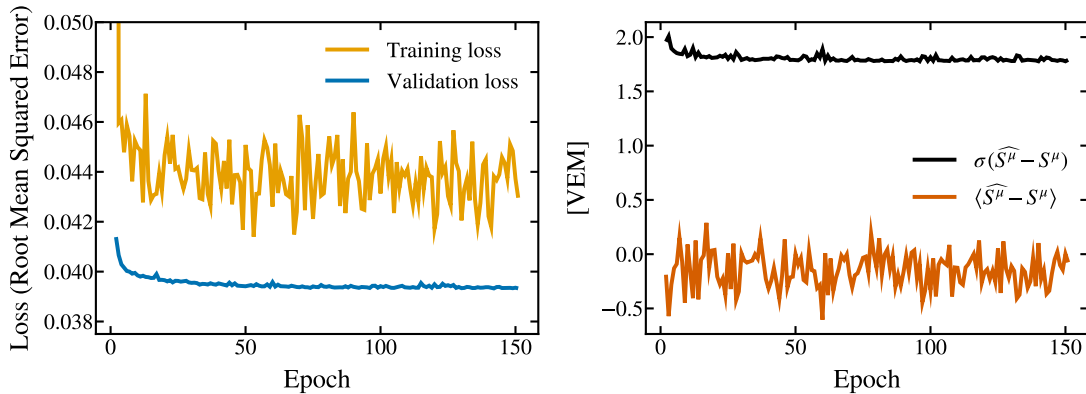 Loss (Root Mean Squared Error)
0.050
0.048
0.046
0.044
0.042
0.040
0.038
Training loss
Validation loss
0
50
100
150
Epoch
[VEM]
2.0
1.5
1.0
0.5
0.0
−0.5
σ(\widehat{S^μ} − S^μ)
⟨\widehat{S^μ} − S^μ⟩
0
50
100
150
Epoch